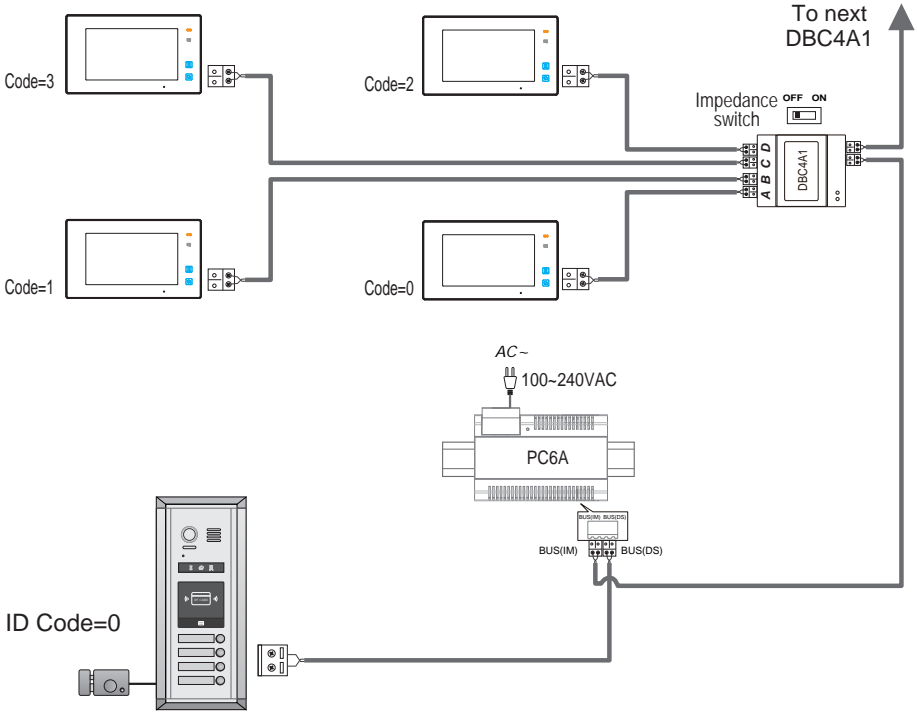 To next
DBC4A1
Code=3
Code=2
Impedance
switch
OFF ON
D
C
B
A
DBC4A1
Code=1
Code=0
AC~
100~240VAC
PC6A
BUS(IM) BUS(DS)
BUS(IM)
BUS(DS)
ID Code=0